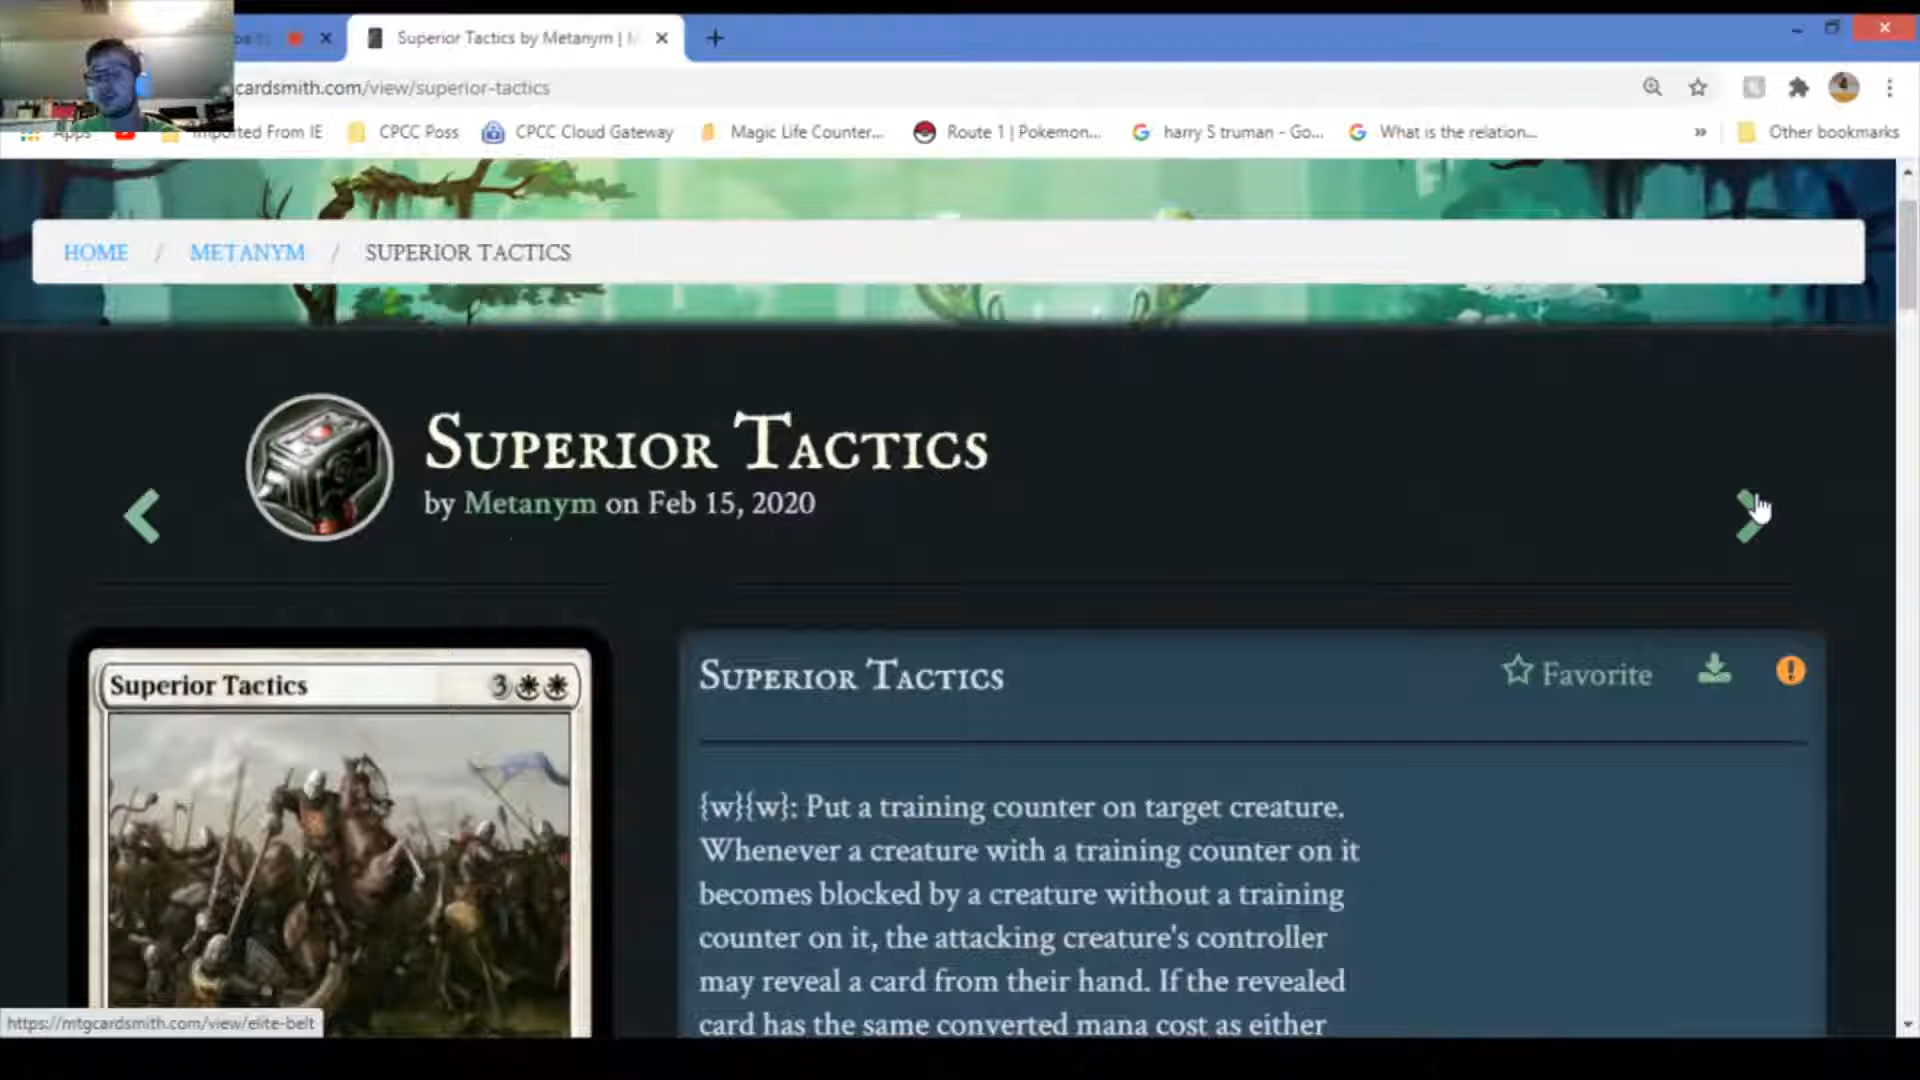 Superior Tactics by Metanym |
cardsmith.com/view/superior-tactics
Apps
Imported From IE
CPCC Poss
CPCC Cloud Gateway
Magic Life Counter...
Route 1 | Pokemon...
harry S truman - Go...
What is the relation...
»
Other bookmarks
HOME / METANYM / SUPERIOR TACTICS
Superior Tactics
by Metanym on Feb 15, 2020
Superior Tactics 3
Superior Tactics
Favorite
{w}{w}: Put a training counter on target creature.
Whenever a creature with a training counter on it
becomes blocked by a creature without a training
counter on it, the attacking creature's controller
may reveal a card from their hand. If the revealed
card has the same converted mana cost as either
https://mtgcardsmith.com/view/elite-belt